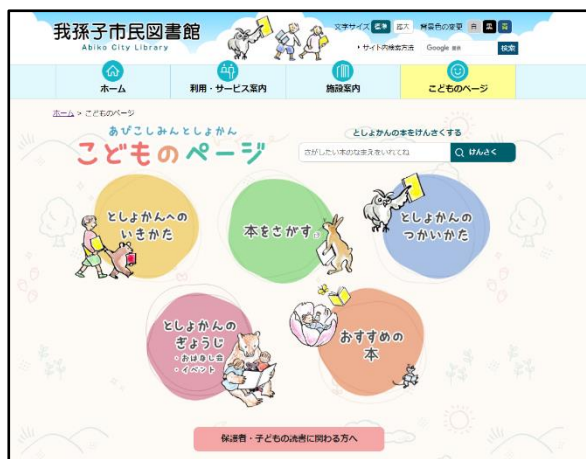 我孫子市民図書館
Abiko City Library
文字サイズ 標準 拡大 背景色の変更 白 黒 青
サイト内検索方法 Google 検索
ホーム 利用・サービス案内 施設案内 こどものページ
ホーム > こどものページ
あびこしみんとしょかん
こどものページ
としょかんの本をけんさくする
さがしたい本のなまえをいれてね けんさく
としょかんへの
いきかた
本をさがす
としょかんの
つかいかた
としょかんの
ぎょうじ
・おはなし会
・イベント
おすすめの
本
保護者・子どもの読書に関わる方へ